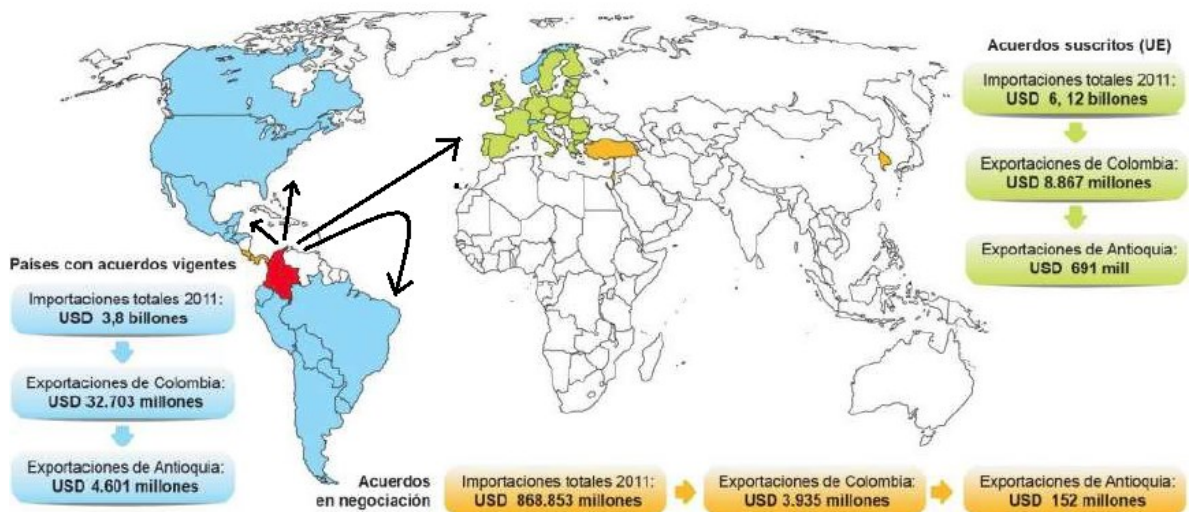 Acuerdos suscritos (UE)
Importaciones totales 2011:
USD 6, 12 billones
Exportaciones de Colombia:
USD 8.867 millones
Exportaciones de Antioquia:
USD 691 mill
Paises con acuerdos vigentes
Importaciones totales 2011:
USD 3,8 billones
Exportaciones de Colombia:
USD 32.703 millones
Exportaciones de Antioquia:
USD 4.601 millones
Acuerdos
en negociación
Importaciones totales 2011:
USD 868.853 millones
Exportaciones de Colombia:
USD 3.935 millones
Exportaciones de Antioquia:
USD 152 millones